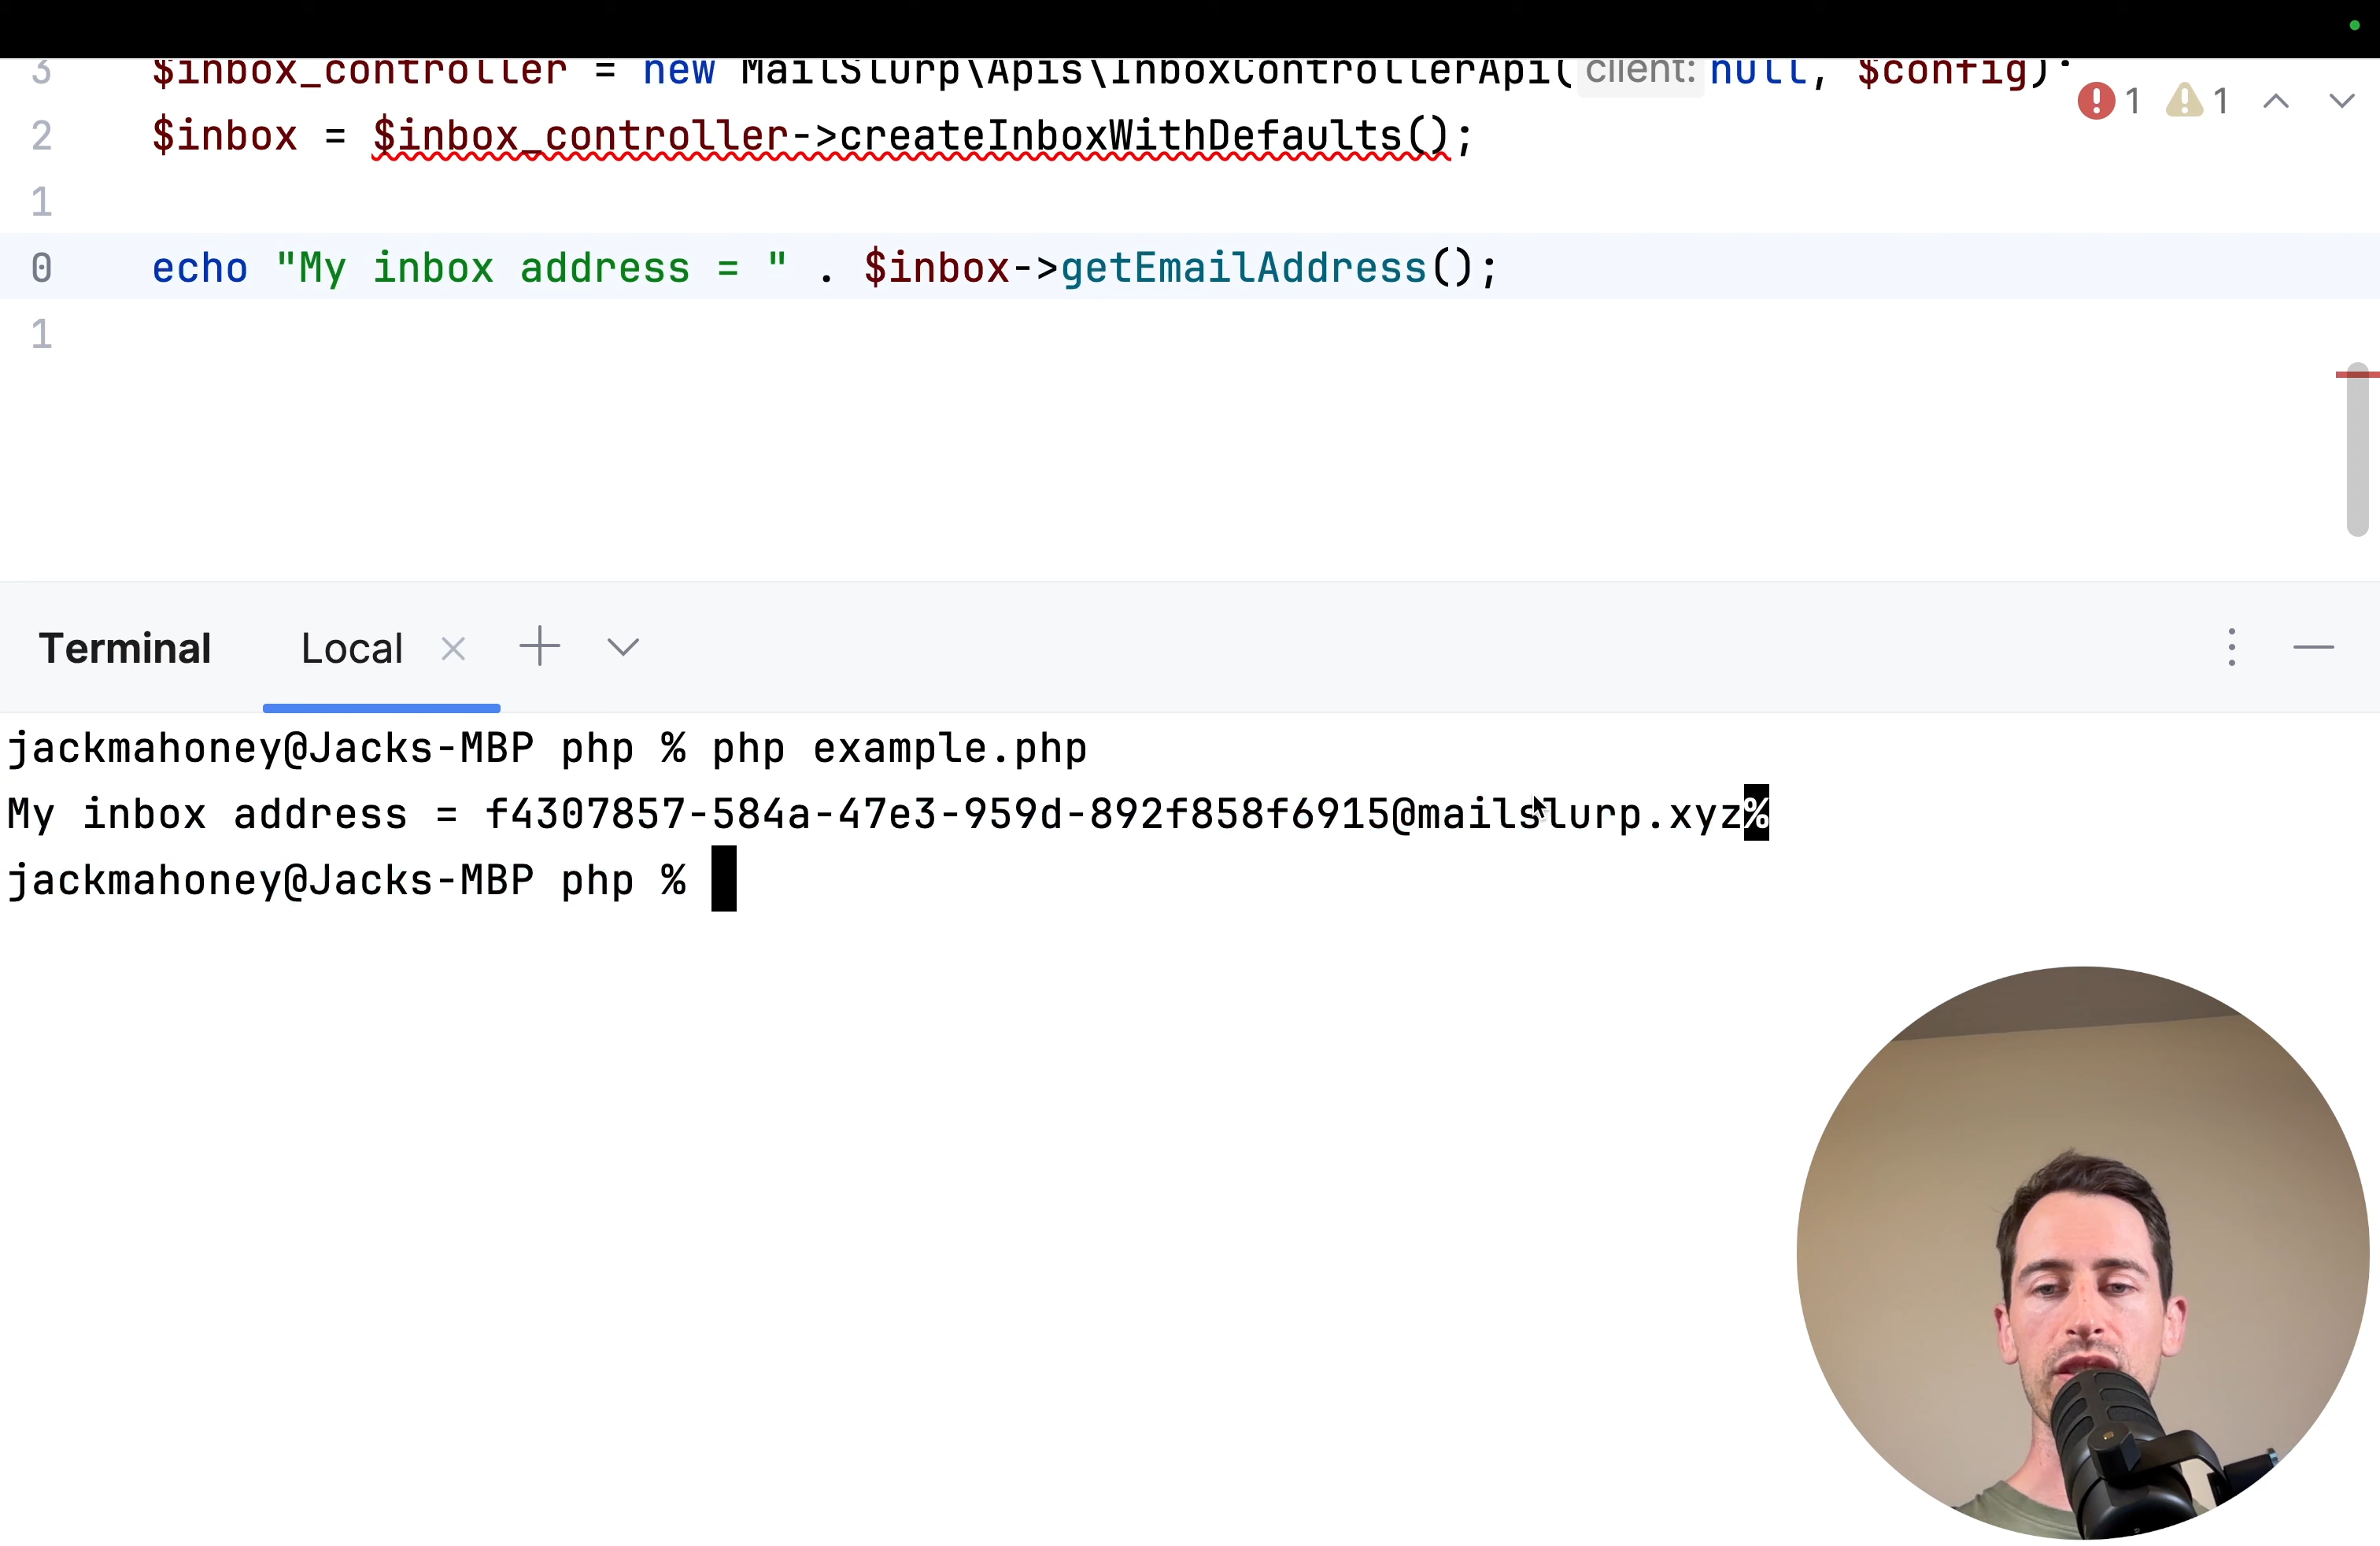 3 $inbox_controller = new MailSlurp\Apis\InboxControllerApi( client: null, $config);
1 1
2 $inbox = $inbox_controller->createInboxWithDefaults();
1
0 echo "My inbox address = " . $inbox->getEmailAddress();
1
Terminal Local
jackmahoney@Jacks-MBP php % php example.php
My inbox address = f4307857-584a-47e3-959d-892f858f6915@mailslurp.xyz%
jackmahoney@Jacks-MBP php %